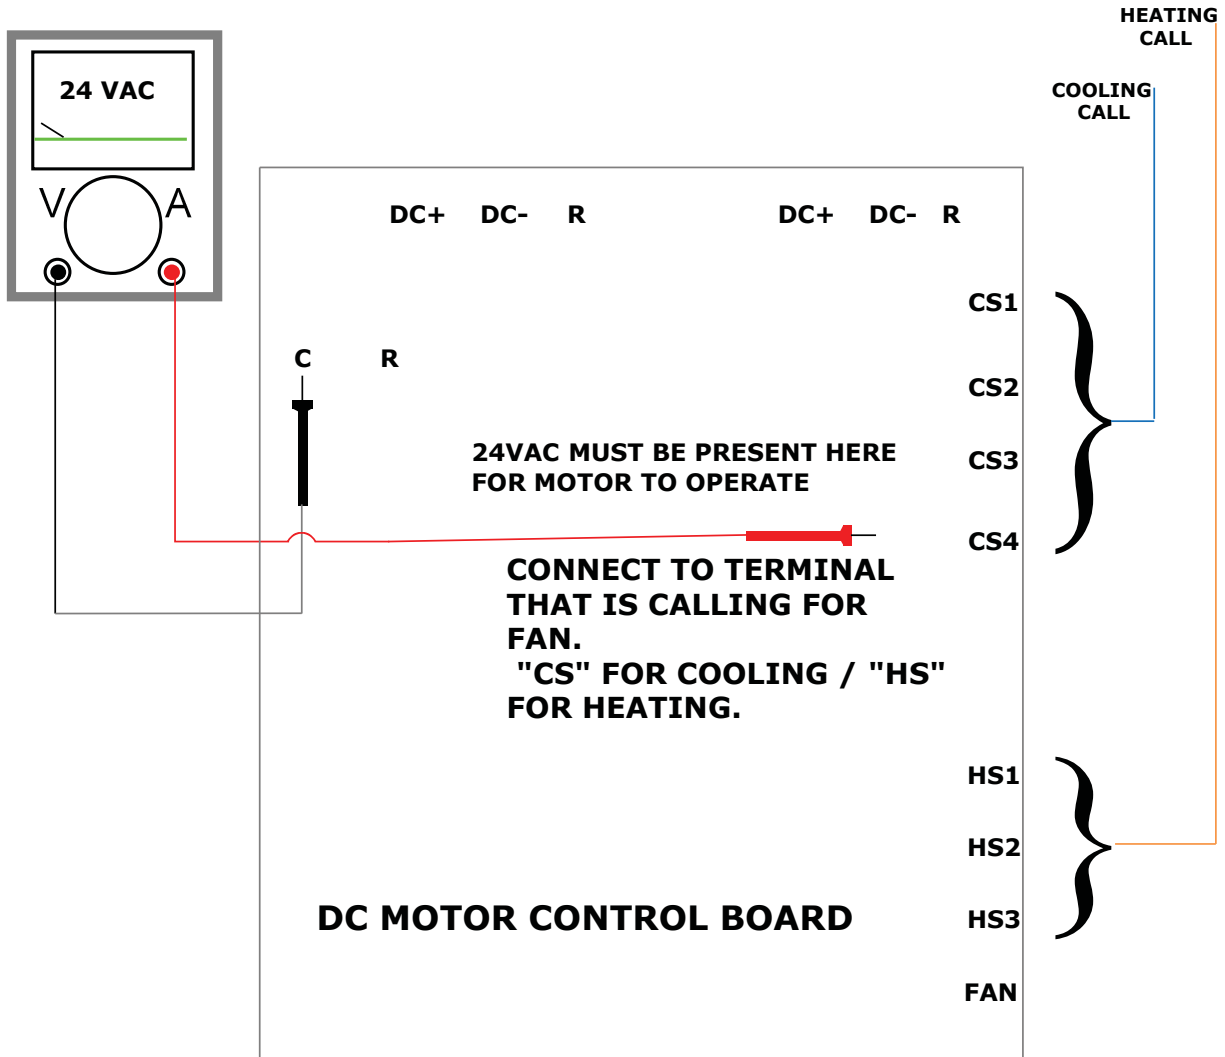 HEATING
CALL
24 VAC
COOLING
CALL
V A
DC+ DC- R DC+ DC- R
CS1
C R
CS2
24VAC MUST BE PRESENT HERE
FOR MOTOR TO OPERATE
CS3
CS4
CONNECT TO TERMINAL
THAT IS CALLING FOR
FAN.
"CS" FOR COOLING / "HS"
FOR HEATING.
HS1
HS2
DC MOTOR CONTROL BOARD
HS3
FAN